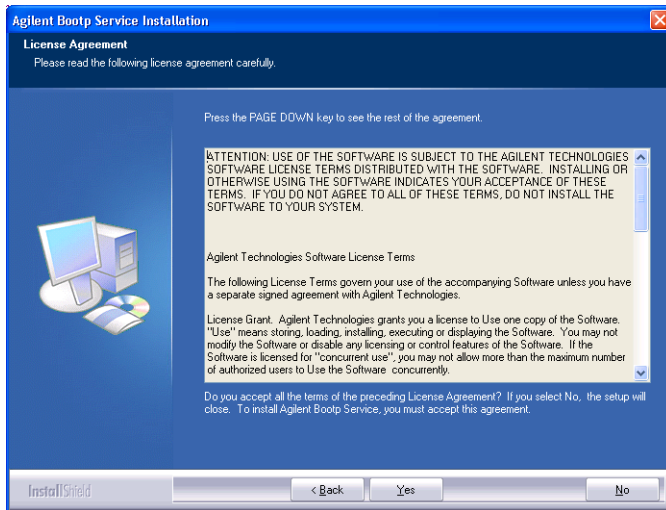 Agilent Bootp Service Installation
License Agreement
Please read the following license agreement carefully.
Press the PAGE DOWN key to see the rest of the agreement.
ATTENTION: USE OF THE SOFTWARE IS SUBJECT TO THE AGILENT TECHNOLOGIES
SOFTWARE LICENSE TERMS DISTRIBUTED WITH THE SOFTWARE. INSTALLING OR
OTHERWISE USING THE SOFTWARE INDICATES YOUR ACCEPTANCE OF THESE
TERMS. IF YOU DO NOT AGREE TO ALL OF THESE TERMS, DO NOT INSTALL THE
SOFTWARE TO YOUR SYSTEM.
Agilent Technologies Software License Terms
The following License Terms govern your use of the accompanying Software unless you have
a separate signed agreement with Agilent Technologies.
License Grant. Agilent Technologies grants you a license to Use one copy of the Software.
"Use" means storing, loading, installing, executing or displaying the Software. You may not
modify the Software or disable any licensing or control features of the Software. If the
Software is licensed for "concurrent use", you may not allow more than the maximum number
of authorized users to Use the Software concurrently.
Do you accept all the terms of the preceding License Agreement? If you select No, the setup will
close. To install Agilent Bootp Service, you must accept this agreement.
InstallShield
< Back
Yes
No